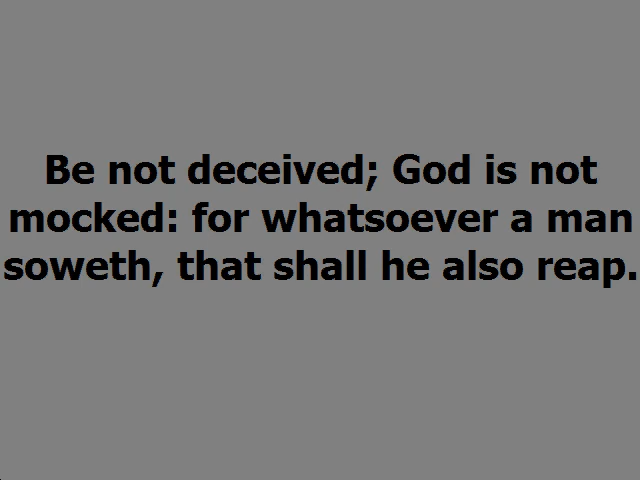 Be not deceived; God is not
mocked: for whatsoever a man
soweth, that shall he also reap.